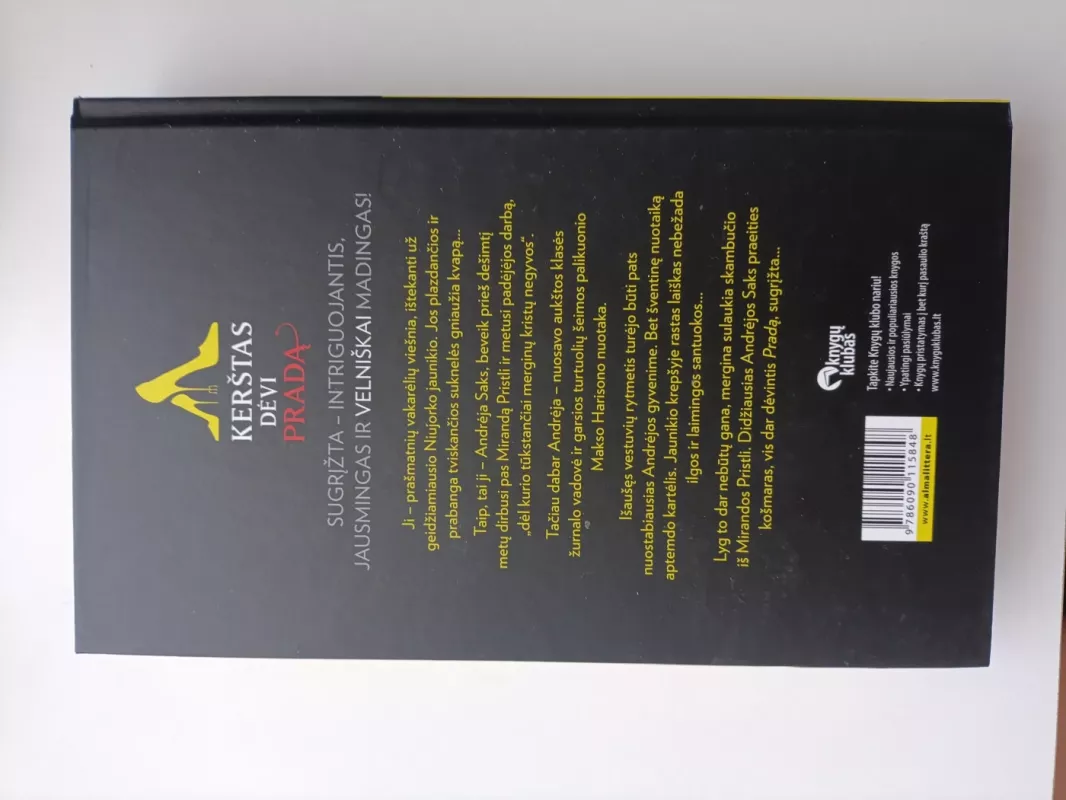 KERŠTAS
DĖVI
PRADĄ
SUGRĮŽTA – INTRIGUOJANTIS,
JAUSMINGAS IR VELNIŠKAI MADINGAS!
Ji – prašmatnių vakarėlių viešnia, ištekanti už
geidžiamiausio Niujorko jaunikio. Jos plazdančios ir
prabanga tviskančios suknelės gniaužia kvapą...
Taip, tai ji – Andrėja Saks, beveik prieš dešimtį
metų dirbusi pas Mirandą Pristli ir metusi padėjėjos darbą,
„dėl kurio tūkstančiai merginų kristų negyvos“.
Tačiau dabar Andrėja – nuosavo aukštos klasės
žurnalo vadovė ir garsios turtuolių šeimos palikuonio
Makso Harisono nuotaka.
Išaušęs vestuvių rytmetis turėjo būti pats
nuostabiausias Andrėjos gyvenime. Bet šventinę nuotaiką
aptemdo kartėlis. Jaunikio krepšyje rastas laiškas nebežada
ilgos ir laimingos santuokos...
Lyg to dar nebūtų gana, mergina sulaukia skambučio
iš Mirandos Pristli. Didžiausias Andrėjos Saks praeities
košmaras, vis dar dėvintis Pradą, sugrįžta...
knygų
klubas
Tapkite Knygų klubo nariu!
• Naujausios ir populiariausios knygos
• Ypatingi pasiūlymai
• Knygų pristatymas į bet kurį pasaulio kraštą
www.knyguklubas.lt
9 786090 115848
www.almalittera.lt